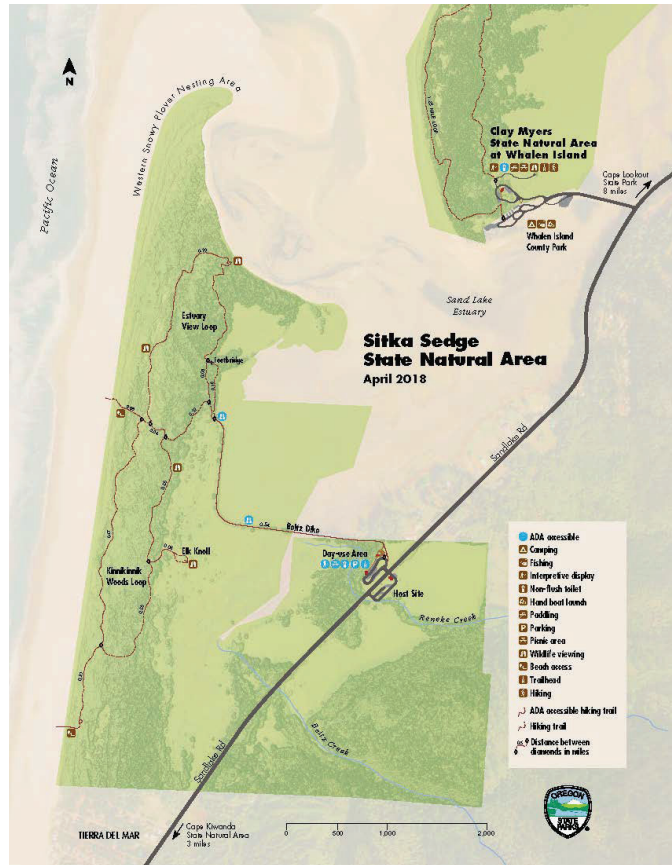 N
Pacific Ocean
Western Snowy Plover Nesting Area
Clay Myers
State Natural Area
at Whalen Island
Cape Lookout
State Park
8 miles
Whalen Island
County Park
Sand Lake
Estuary
Estuary
View Loop
Footbridge
Sitka Sedge
State Natural Area
April 2018
Sandlake Rd
Beltz Dike
Day-use Area
Elk Knoll
Kinnikinnik
Woods Loop
Host Site
Reneke Creek
Beltz Creek
Sandlake Rd
ADA accessible
Camping
Fishing
Interpretive display
Non-flush toilet
Hand boat launch
Paddling
Parking
Picnic area
Wildlife viewing
Beach access
Trailhead
Hiking
ADA accessible hiking trail
Hiking trail
Distance between
diamonds in miles
TIERRA DEL MAR
Cape Kiwanda
State Natural Area
3 miles
0 500 1,000 2,000
OREGON
STATE
PARKS